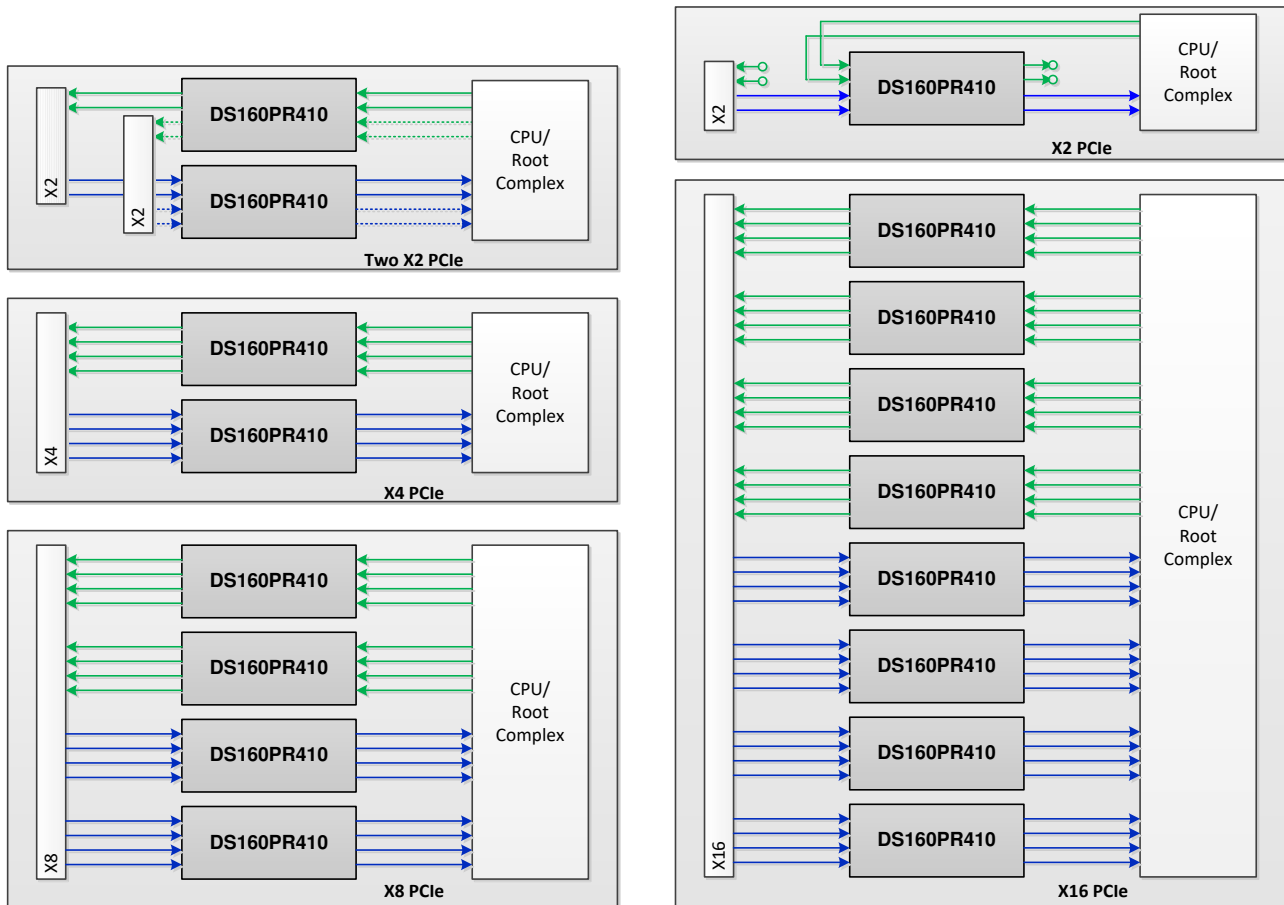 DS160PR410
DS160PR410
X2
X2
CPU/
Root
Complex
Two X2 PCIe
DS160PR410
DS160PR410
X4
CPU/
Root
Complex
X4 PCIe
DS160PR410
DS160PR410
DS160PR410
DS160PR410
X8
CPU/
Root
Complex
X8 PCIe
X2
DS160PR410
CPU/
Root
Complex
X2 PCIe
DS160PR410
DS160PR410
DS160PR410
DS160PR410
DS160PR410
DS160PR410
DS160PR410
DS160PR410
X16
CPU/
Root
Complex
X16 PCIe